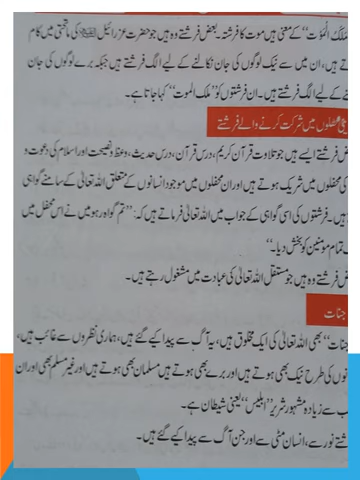 مَلَکُ الْمَوْت“ کے معنی ہیں موت کا فرشتہ۔ بعض فرشتے وہ ہیں جو حضرت عزرائیل کی ماتحتی میں کام
تے ہیں، ان میں سے نیک لوگوں کی جان نکالنے کے لیے الگ فرشتے ہیں جبکہ برے لوگوں کی جان
نے کے لیے الگ فرشتے ہیں۔ ان فرشتوں کو ”ملک الموت“ کہا جاتا ہے۔
محفلوں میں شرکت کرنے والے فرشتے
ض فرشتے ایسے ہیں جو تلاوت قرآن کریم، درس قرآن، درس حدیث، وعظ و نصیحت اور اسلام کی دعوت و
کی محفلوں میں شریک ہوتے ہیں اور ان محفلوں میں موجود انسانوں کے متعلق اللہ تعالیٰ کے سامنے گواہی
ہیں۔ فرشتوں کی اسی گواہی کے جواب میں اللہ تعالیٰ فرماتے ہیں کہ: ”تم گواہ رہو میں نے اس محفل میں
تمام مومنین کو بخش دیا۔“
ض فرشتے وہ ہیں جو مستقل اللہ تعالیٰ کی عبادت میں مشغول رہتے ہیں۔
جنات
جنات“ بھی اللہ تعالیٰ کی ایک مخلوق ہیں، یہ آگ سے پیدا کیے گئے ہیں، ہماری نظروں سے غائب ہیں،
نوں کی طرح نیک بھی ہوتے ہیں اور برے بھی ہوتے ہیں مسلمان بھی ہوتے ہیں اور غیر مسلم بھی اور ان
ب سے زیادہ مشہور شریر ”ابلیس“ یعنی شیطان ہے۔
شتے نور سے، انسان مٹی سے اور جن آگ سے پیدا کیے گئے ہیں۔